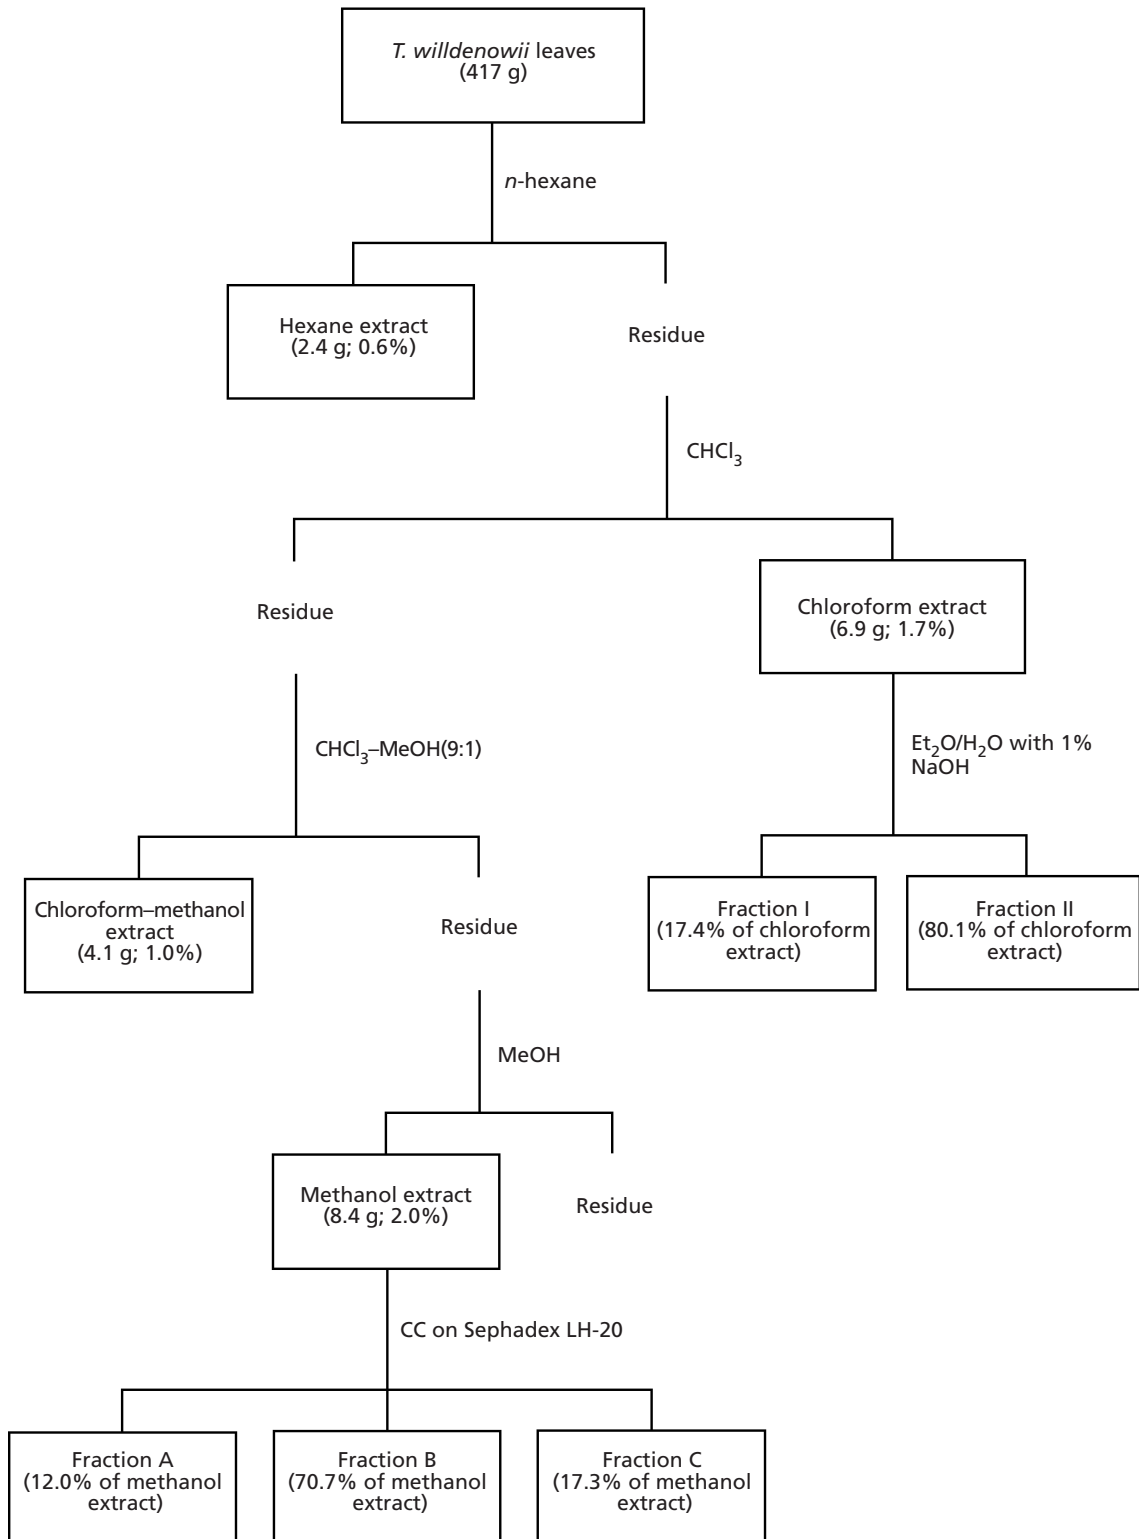 T. willdenowii leaves
(417 g)
n-hexane
Hexane extract
(2.4 g; 0.6%)
Residue
CHCl3
Residue
Chloroform extract
(6.9 g; 1.7%)
CHCl3–MeOH(9:1)
Et2O/H2O with 1%
NaOH
Chloroform–methanol
extract
(4.1 g; 1.0%)
Residue
Fraction I
(17.4% of chloroform
extract)
Fraction II
(80.1% of chloroform
extract)
MeOH
Methanol extract
(8.4 g; 2.0%)
Residue
CC on Sephadex LH-20
Fraction A
(12.0% of methanol
extract)
Fraction B
(70.7% of methanol
extract)
Fraction C
(17.3% of methanol
extract)